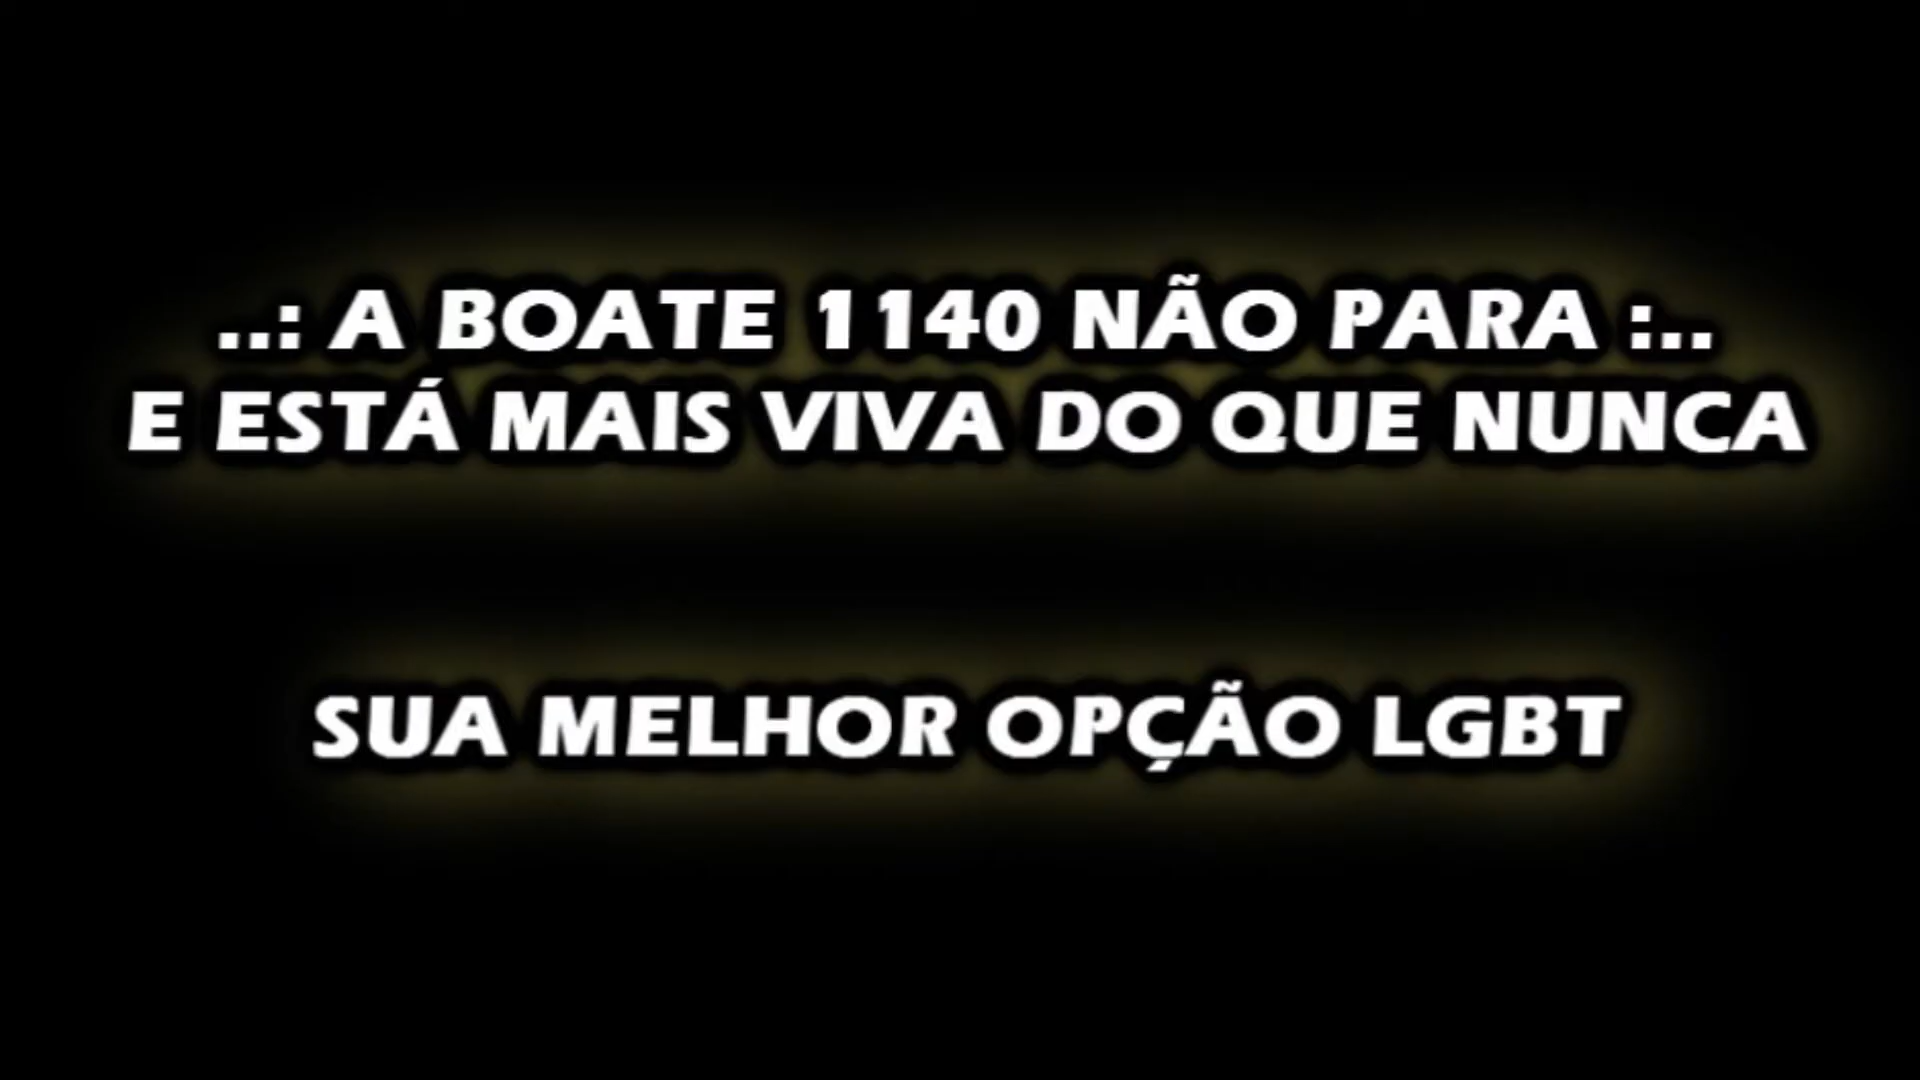 ..: A BOATE 1140 NÃO PARA :..
E ESTÁ MAIS VIVA DO QUE NUNCA
SUA MELHOR OPÇÃO LGBT